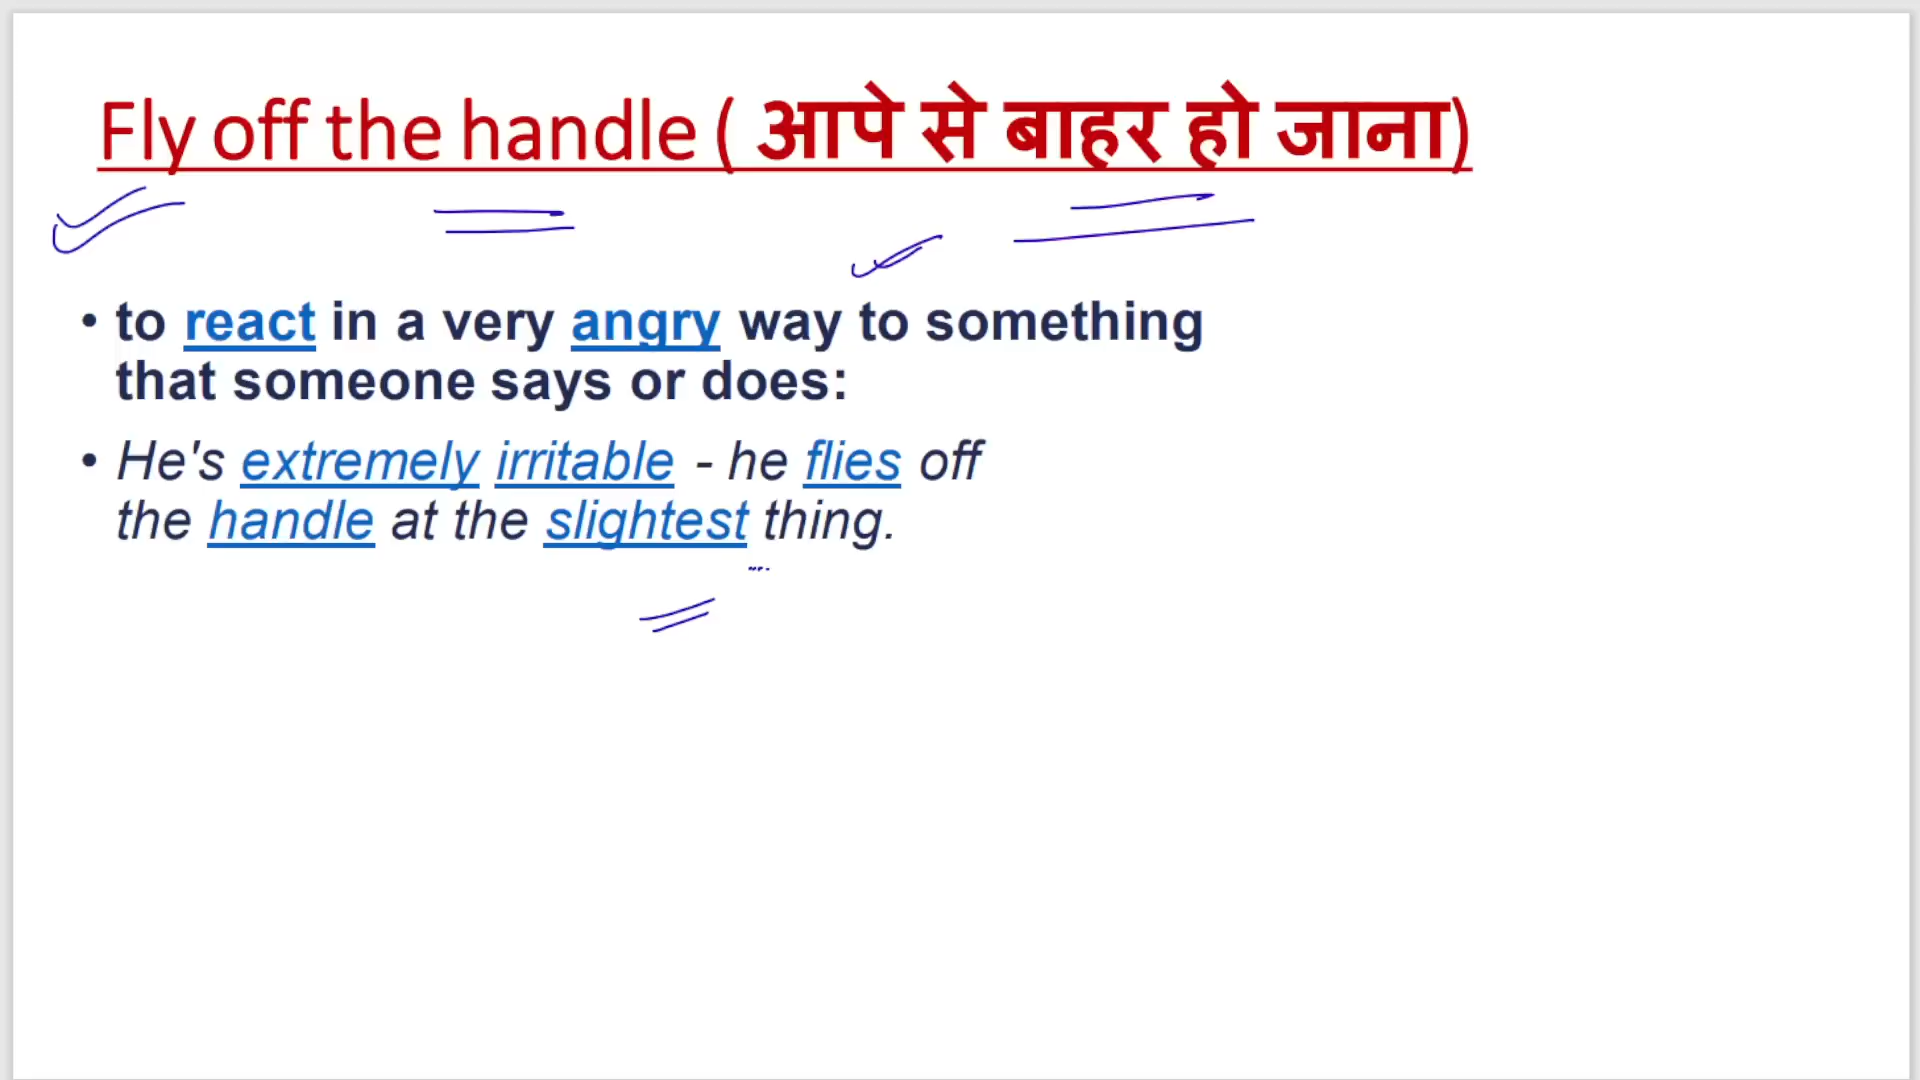 Fly off the handle ( आपे से बाहर हो जाना)
• to react in a very angry way to something
that someone says or does:
• He's extremely irritable - he flies off
the handle at the slightest thing.